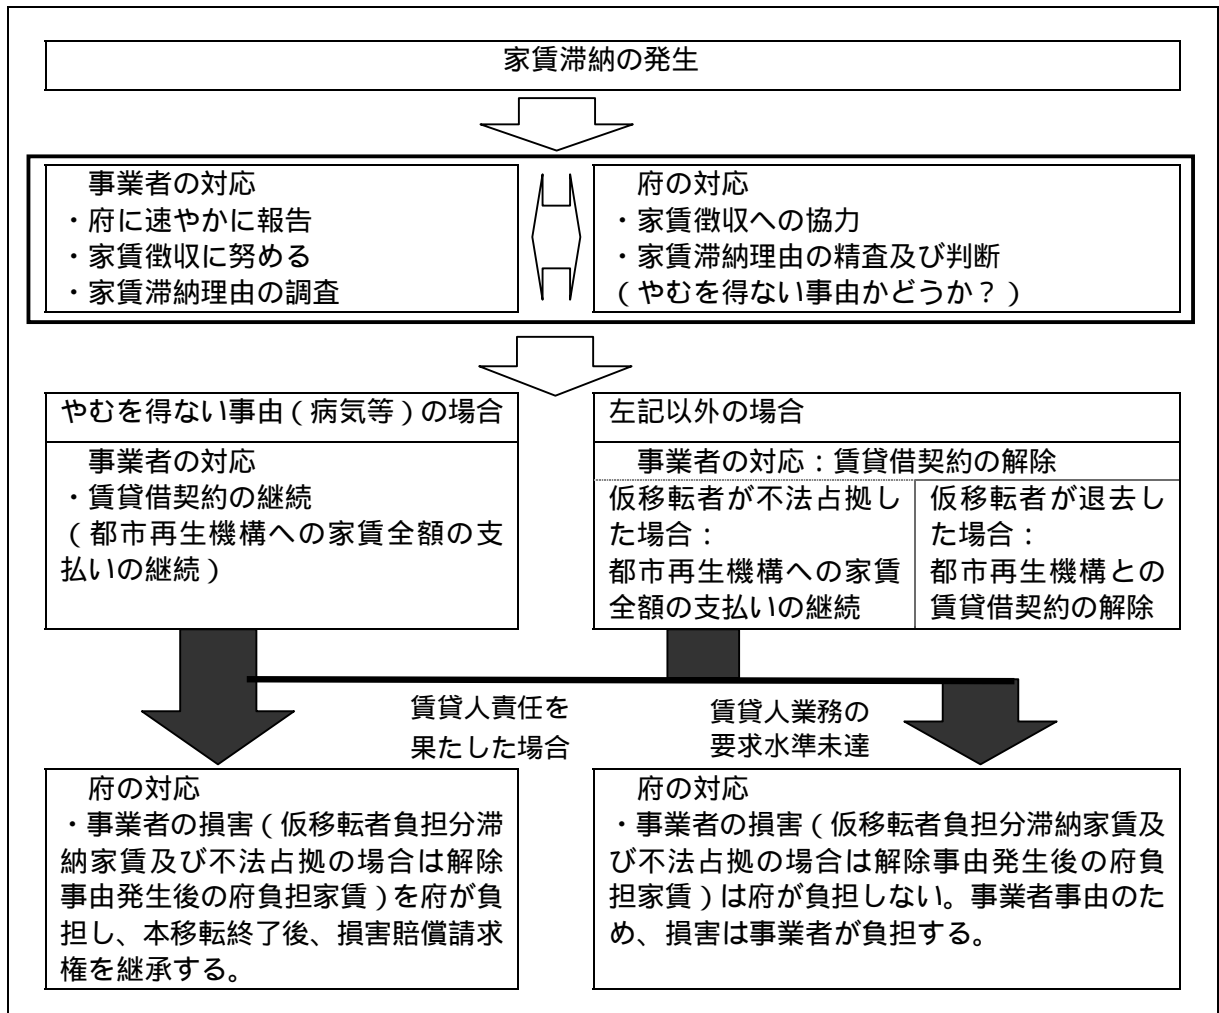 家賃滞納の発生
事業者の対応
・府に速やかに報告
・家賃徴収に努める
・家賃滞納理由の調査
府の対応
・家賃徴収への協力
・家賃滞納理由の精査及び判断
(やむを得ない事由かどうか?)
やむを得ない事由(病気等)の場合
事業者の対応
・賃貸借契約の継続
(都市再生機構への家賃全額の支
払いの継続)
左記以外の場合
事業者の対応:賃貸借契約の解除
仮移転者が不法占拠し
た場合:
都市再生機構への家賃
全額の支払いの継続
仮移転者が退去し
た場合:
都市再生機構との
賃貸借契約の解除
賃貸人責任を
果たした場合
賃貸人業務の
要求水準未達
府の対応
・事業者の損害(仮移転者負担分滞
納家賃及び不法占拠の場合は解除
事由発生後の府負担家賃)を府が負
担し、本移転終了後、損害賠償請求
権を継承する。
府の対応
・事業者の損害(仮移転者負担分滞納家賃及
び不法占拠の場合は解除事由発生後の府負
担家賃)は府が負担しない。事業者事由のた
め、損害は事業者が負担する。